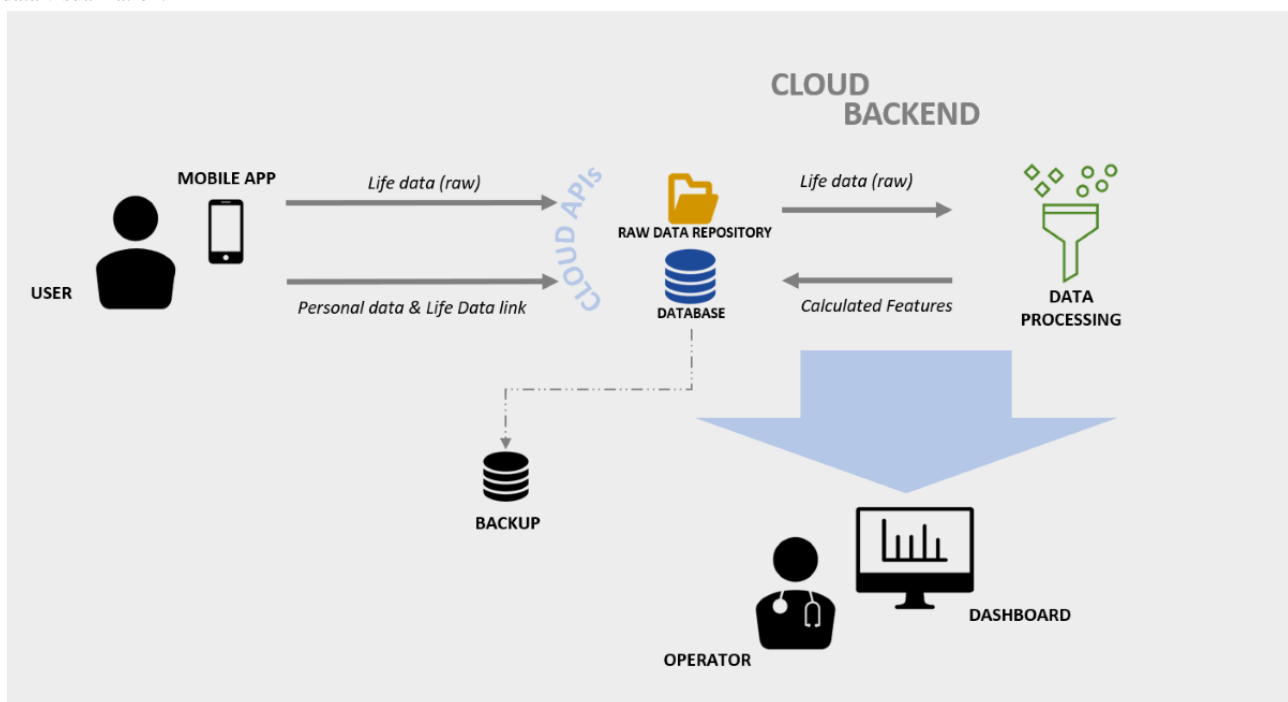 CLOUD
BACKEND
MOBILE APP
Life data (raw)
CLOUD APIs
Life data (raw)
RAW DATA REPOSITORY
USER
Personal data & Life Data link
DATABASE
Calculated Features
DATA
PROCESSING
BACKUP
DASHBOARD
OPERATOR